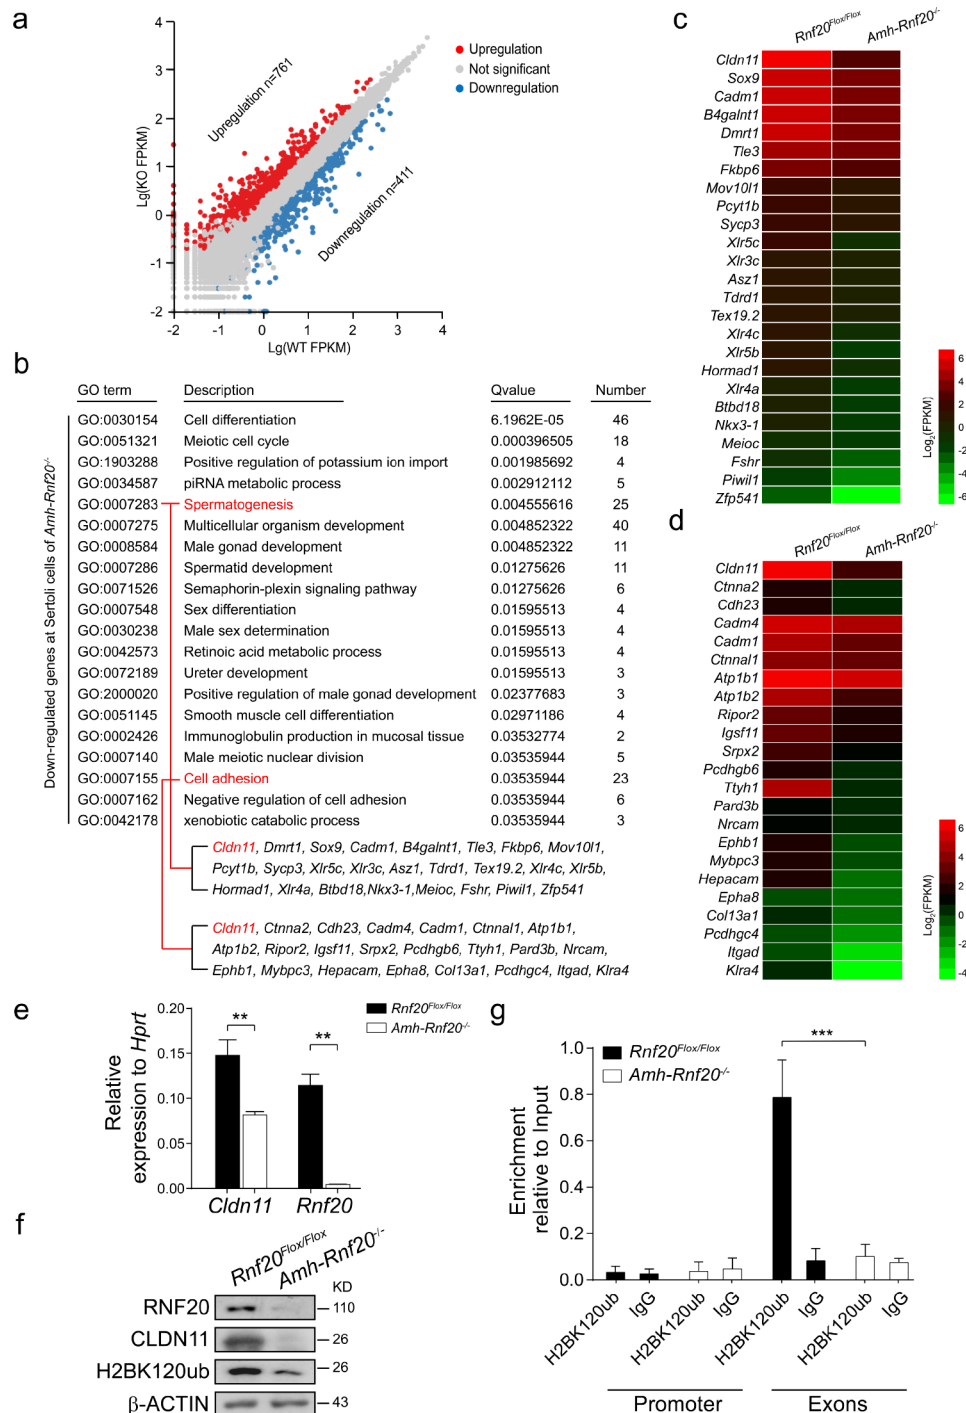 a
4
3
2
1
0
-1
-2
Lg(KO FPKM)
-2 -1 0 1 2 3 4
Lg(WT FPKM)
Upregulation n=761
Downregulation n=411
Upregulation
Not significant
Downregulation
b
Down-regulated genes at Sertoli cells of Amh-Rnf20-/-
GO term Description Qvalue Number
GO:0030154 Cell differentiation 6.1962E-05 46
GO:0051321 Meiotic cell cycle 0.000396505 18
GO:1903288 Positive regulation of potassium ion import 0.001985692 4
GO:0034587 piRNA metabolic process 0.002912112 5
GO:0007283 Spermatogenesis 0.004555616 25
GO:0007275 Multicellular organism development 0.004852322 40
GO:0008584 Male gonad development 0.004852322 11
GO:0007286 Spermatid development 0.01275626 11
GO:0071526 Semaphorin-plexin signaling pathway 0.01275626 6
GO:0007548 Sex differentiation 0.01595513 4
GO:0030238 Male sex determination 0.01595513 4
GO:0042573 Retinoic acid metabolic process 0.01595513 4
GO:0072189 Ureter development 0.01595513 3
GO:2000020 Positive regulation of male gonad development 0.02377683 3
GO:0051145 Smooth muscle cell differentiation 0.02971186 4
GO:0002426 Immunoglobulin production in mucosal tissue 0.03532774 2
GO:0007140 Male meiotic nuclear division 0.03535944 5
GO:0007155 Cell adhesion 0.03535944 23
GO:0007162 Negative regulation of cell adhesion 0.03535944 6
GO:0042178 xenobiotic catabolic process 0.03535944 3
Cldn11, Dmrt1, Sox9, Cadm1, B4galnt1, Tle3, Fkbp6, Mov10l1,
Pcyt1b, Sycp3, Xlr5c, Xlr3c, Asz1, Tdrd1, Tex19.2, Xlr4c, Xlr5b,
Hormad1, Xlr4a, Btbd18,Nkx3-1,Meioc, Fshr, Piwil1, Zfp541
Cldn11, Ctnna2, Cdh23, Cadm4, Cadm1, Ctnnal1, Atp1b1,
Atp1b2, Ripor2, Igsf11, Srpx2, Pcdhgb6, Ttyh1, Pard3b, Nrcam,
Ephb1, Mybpc3, Hepacam, Epha8, Col13a1, Pcdhgc4, Itgad, Klra4
c
Rnf20Flox/Flox Amh-Rnf20-/-
Cldn11
Sox9
Cadm1
B4galnt1
Dmrt1
Tle3
Fkbp6
Mov10l1
Pcyt1b
Sycp3
Xlr5c
Xlr3c
Asz1
Tdrd1
Tex19.2
Xlr4c
Xlr5b
Hormad1
Xlr4a
Btbd18
Nkx3-1
Meioc
Fshr
Piwil1
Zfp541
Log2(FPKM)
6
4
2
0
-2
-4
-6
d
Rnf20Flox/Flox Amh-Rnf20-/-
Cldn11
Ctnna2
Cdh23
Cadm4
Cadm1
Ctnnal1
Atp1b1
Atp1b2
Ripor2
Igsf11
Srpx2
Pcdhgb6
Ttyh1
Pard3b
Nrcam
Ephb1
Mybpc3
Hepacam
Epha8
Col13a1
Pcdhgc4
Itgad
Klra4
Log2(FPKM)
6
4
2
0
-2
-4
e
Relative
expression to Hprt
0.20
0.15
0.10
0.05
0.00
** **
Cldn11 Rnf20
Rnf20Flox/Flox
Amh-Rnf20-/-
f
Rnf20Flox/Flox Amh-Rnf20-/-
KD
RNF20 110
CLDN11 26
H2BK120ub 26
β-ACTIN 43
g
Rnf20Flox/Flox
Amh-Rnf20-/-
***
Enrichment
relative to Input
1.0
0.8
0.6
0.4
0.2
0.0
H2BK120ub IgG H2BK120ub IgG H2BK120ub IgG H2BK120ub IgG
Promoter Exons